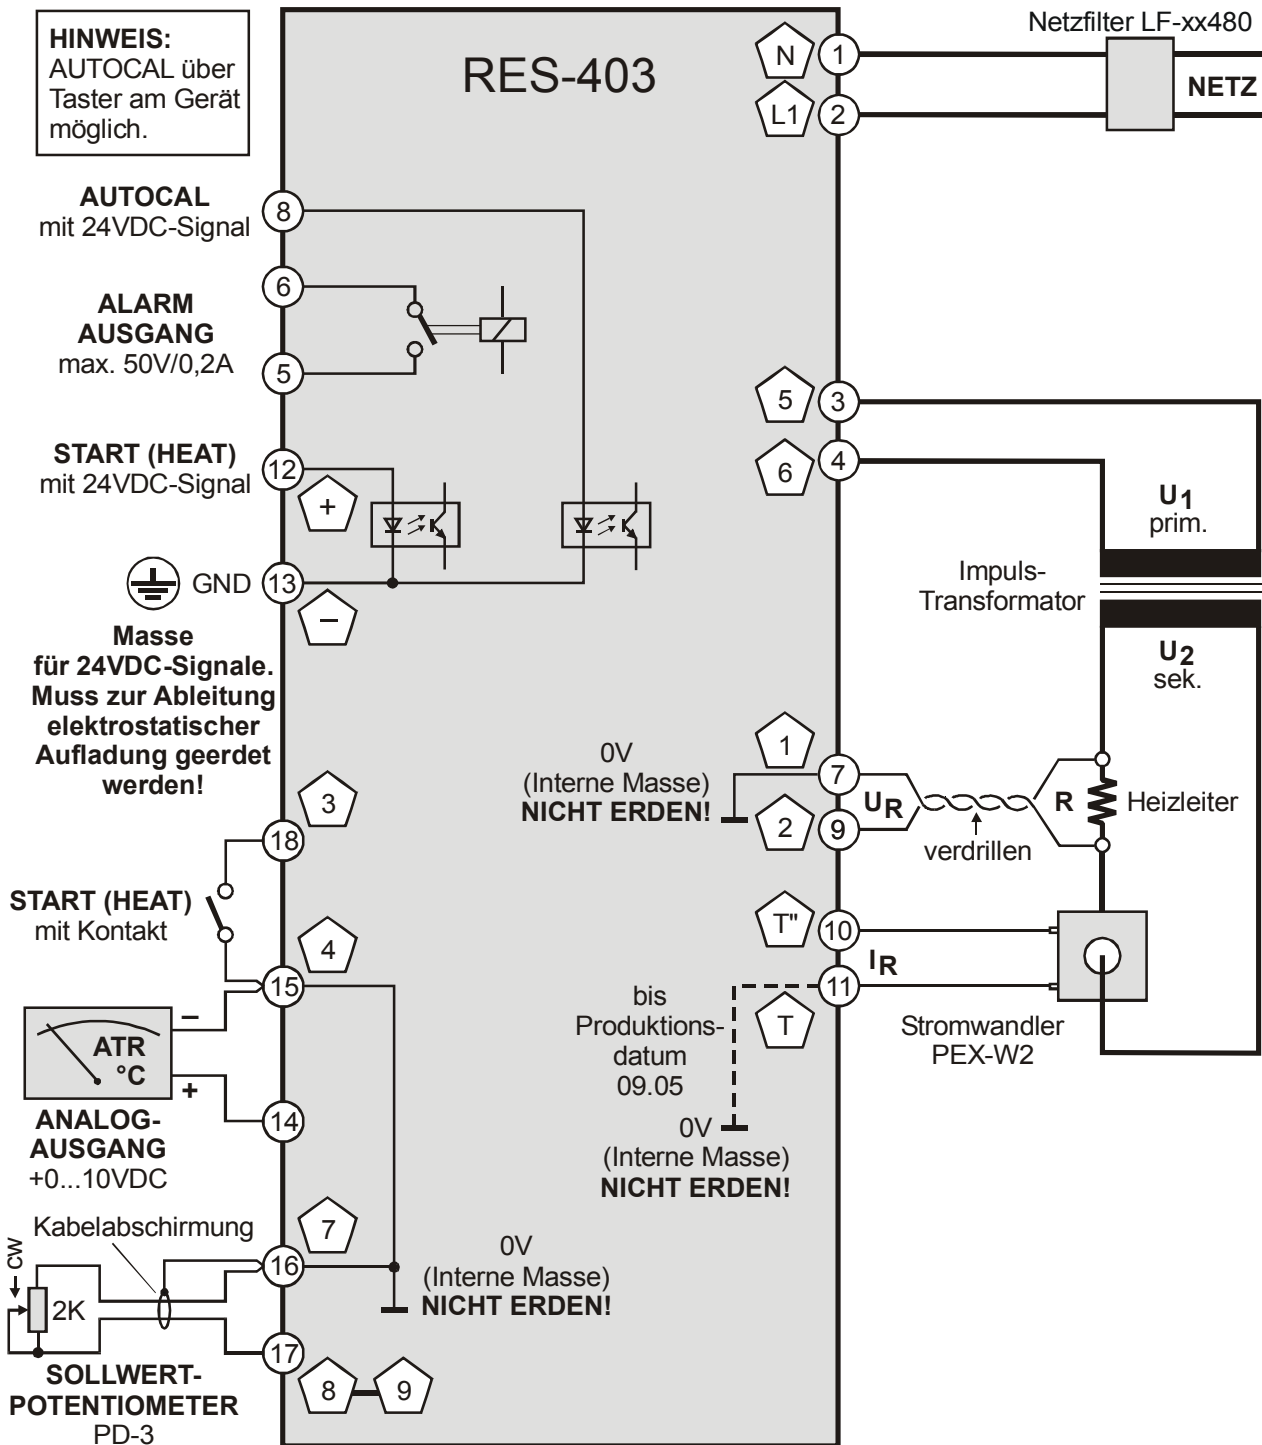 HINWEIS:
AUTOCAL über
Taster am Gerät
möglich.
RES-403
Netzfilter LF-xx480
NETZ
N
1
L1
2
AUTOCAL
mit 24VDC-Signal
8
6
ALARM
AUSGANG
max. 50V/0,2A
5
START (HEAT)
mit 24VDC-Signal
12
+
GND
13
–
Masse
für 24VDC-Signale.
Muss zur Ableitung
elektrostatischer
Aufladung geerdet
werden!
5
3
6
4
U1
prim.
Impuls-
Transformator
U2
sek.
0V
(Interne Masse)
NICHT ERDEN!
1
7
2
9
UR
verdrillen
R
Heizleiter
3
18
START (HEAT)
mit Kontakt
4
15
T"
10
IR
11
T
bis
Produktions-
datum
09.05
0V
(Interne Masse)
NICHT ERDEN!
Stromwandler
PEX-W2
ATR
°C
–
+
14
ANALOG-
AUSGANG
+0...10VDC
Kabelabschirmung
7
16
0V
(Interne Masse)
NICHT ERDEN!
CW
2K
17
8
9
SOLLWERT-
POTENTIOMETER
PD-3